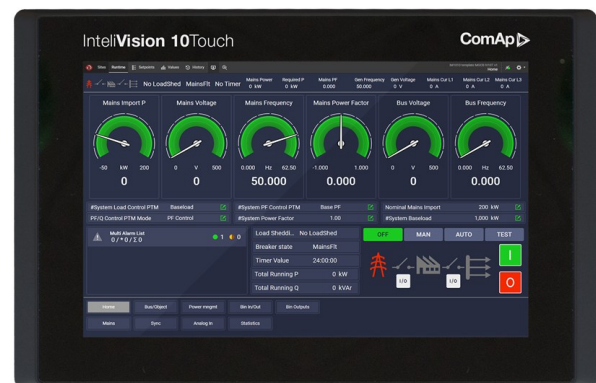 InteliVision 10Touch
ComAp
Sites Runtime Setpoints Values History
Home
No LoadShed MainsFlt No Timer
Mains Power Required P Mains PF Gen Frequency Gen Voltage Mains Cur L1 Mains Cur L2 Mains Cur L3
0 kW 0 kW 0.000 50.000 0 V 0 A 0 A 0 A
Mains Import P Mains Voltage Mains Frequency Mains Power Factor Bus Voltage Bus Frequency
-50 kW 200 0 V 500 0.000 Hz 62.50 -1.000 1.000 0 V 500 0.000 Hz 62.50
0 0 50.000 0.000 0 0.000
#System Load Control PTM Baseload #System PF Control PTM Base PF Nominal Mains Import 200 kW
PF/Q Control PTM Mode PF Control #System Power Factor 1.00 #System Baseload 1,000 kW
Multi Alarm List
0/*0/Σ0
1 0
Load Sheddi... No LoadShed
Breaker state MainsFlt
Timer Value 24:00:00
Total Running P 0 kW
Total Running Q 0 kVAr
OFF MAN AUTO TEST
I/O I/O
I
O
Home Bus/Object Power mngmt Bin In/Out Bin Outputs
Mains Sync Analog In Statistics